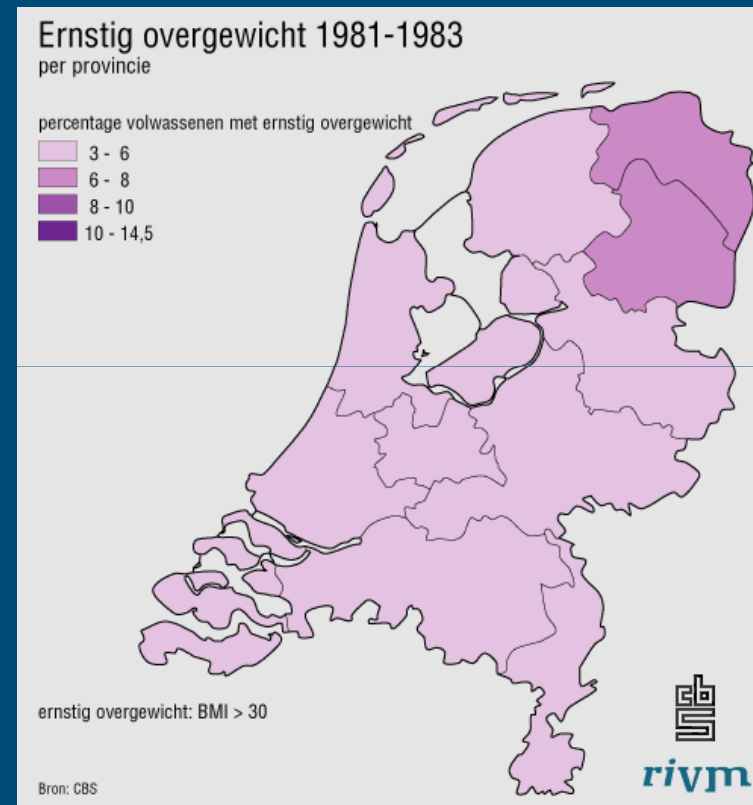 Ernstig overgewicht 1981-1983
per provincie
percentage volwassenen met ernstig overgewicht
3 - 6
6 - 8
8 - 10
10 - 14,5
ernstig overgewicht: BMI > 30
Bron: CBS
cbs
rivm